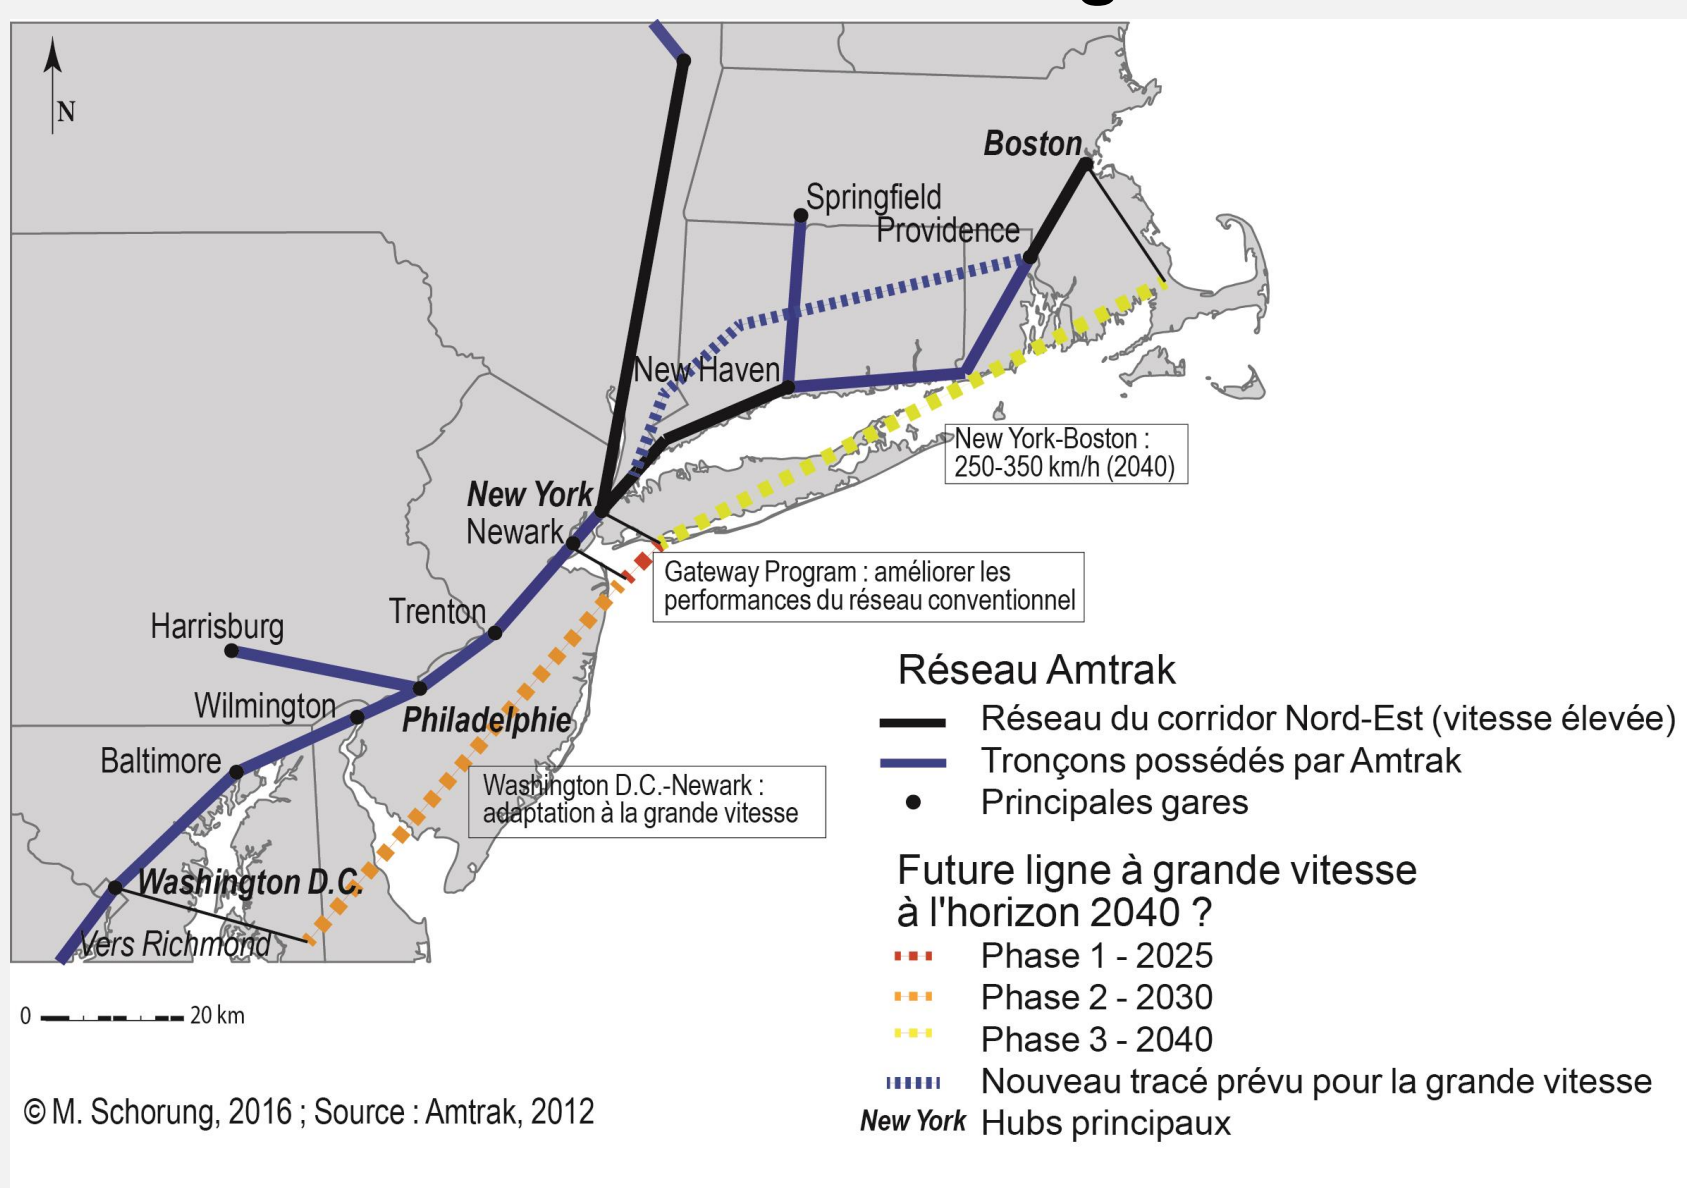 N
Boston
Springfield
Providence
New Haven
New York-Boston :
250-350 km/h (2040)
New York
Newark
Gateway Program : améliorer les
performances du réseau conventionnel
Trenton
Harrisburg
Wilmington
Philadelphie
Baltimore
Washington D.C.-Newark :
adaptation à la grande vitesse
Washington D.C.
Vers Richmond
0 20 km
© M. Schorung, 2016 ; Source : Amtrak, 2012
Réseau Amtrak
Réseau du corridor Nord-Est (vitesse élevée)
Tronçons possédés par Amtrak
Principales gares
Future ligne à grande vitesse
à l'horizon 2040 ?
Phase 1 - 2025
Phase 2 - 2030
Phase 3 - 2040
Nouveau tracé prévu pour la grande vitesse
New York Hubs principaux